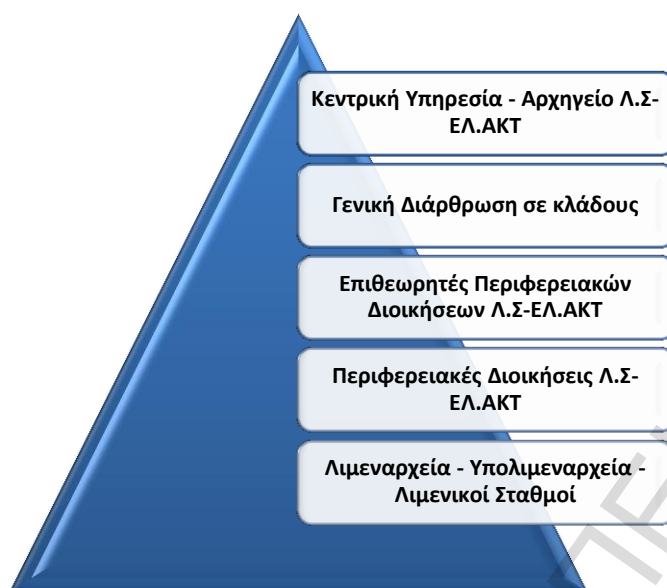 Κεντρική Υπηρεσία - Αρχηγείο Λ.Σ-
ΕΛ.ΑΚΤ
Γενική Διάρθρωση σε κλάδους
Επιθεωρητές Περιφερειακών
Διοικήσεων Λ.Σ-ΕΛ.ΑΚΤ
Περιφερειακές Διοικήσεις Λ.Σ-
ΕΛ.ΑΚΤ
Λιμεναρχεία - Υπολιμεναρχεία -
Λιμενικοί Σταθμοί